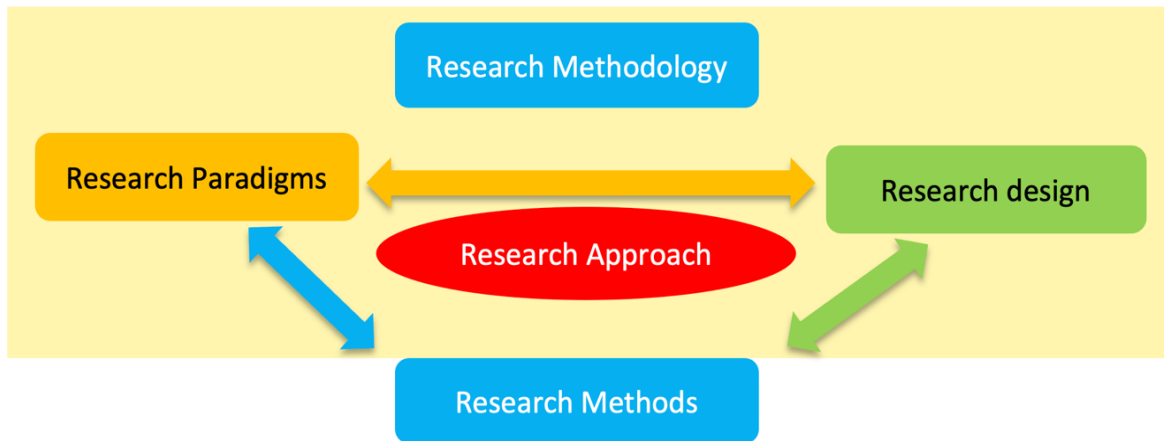 Research Methodology
Research Paradigms
Research design
Research Approach
Research Methods